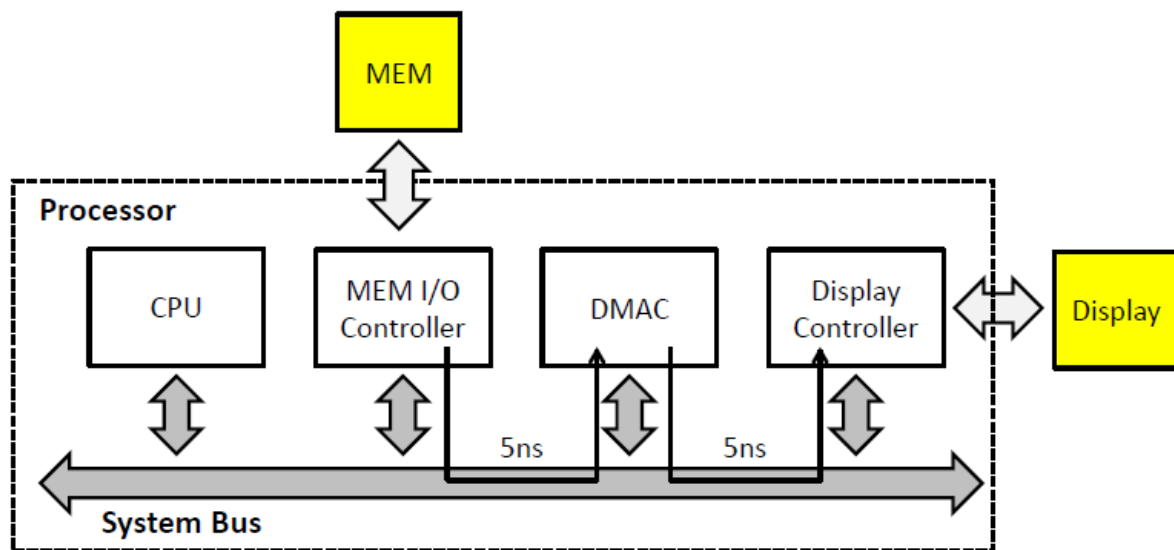 MEM
Processor
CPU
MEM I/O
Controller
DMAC
Display
Controller
Display
5ns
5ns
System Bus